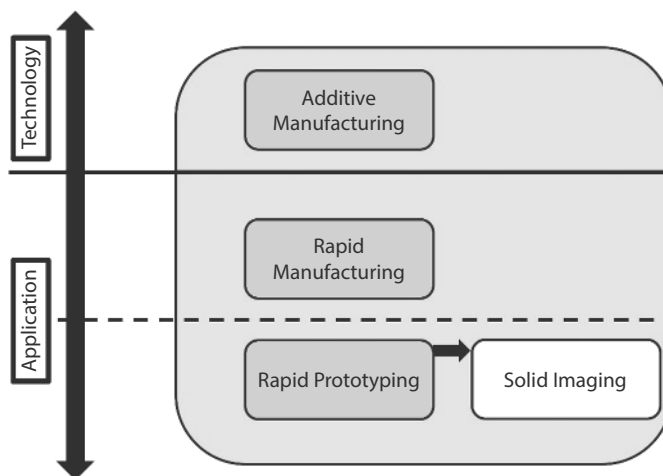 Technology
Additive
Manufacturing
Rapid
Manufacturing
Application
Rapid Prototyping
Solid Imaging